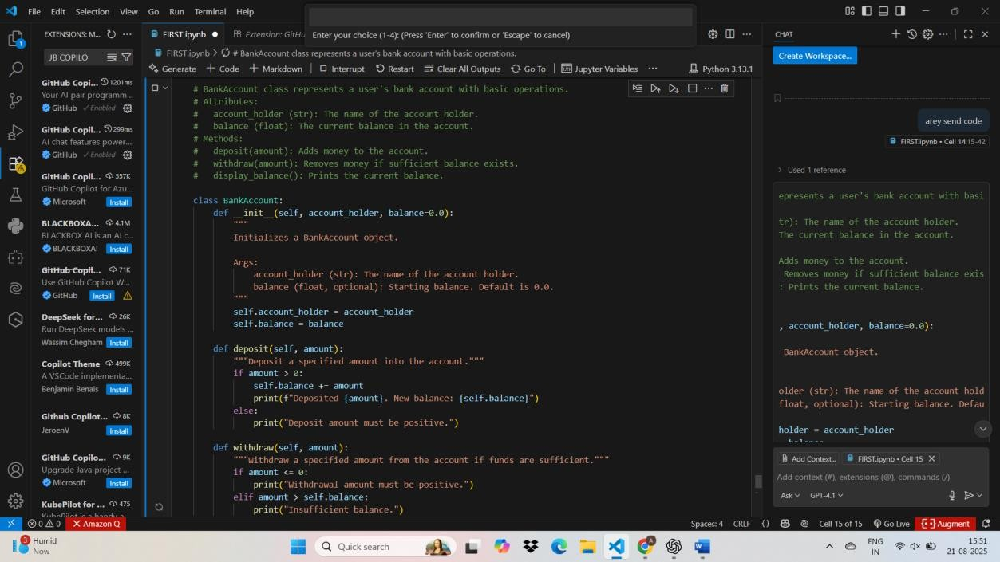 File Edit Selection View Go Run Terminal Help
Enter your choice (1-4): (Press 'Enter' to confirm or 'Escape' to cancel)
EXTENSIONS: M...
JB COPILO
GitHub Copi... 1201ms
Your AI pair programm...
GitHub ✓ Enabled
GitHub Copil... 299ms
AI chat features power...
GitHub ✓ Enabled
GitHub Copil... 557K
GitHub Copilot for Azu...
Microsoft Install
BLACKBOXA... 4.1M
BLACKBOX AI is an AI c...
BLACKBOXAI Install
GitHub Copil... 71K
Use GitHub Copilot W...
GitHub Install
DeepSeek for... 26K
Run DeepSeek models ...
Wassim Chegham Install
Copilot Theme 499K
A VSCode implementa...
Benjamin Benais Install
Github Copilot... 8K
JeroenV Install
GitHub Copilo... 9K
Upgrade Java project ...
Microsoft Install
KubePilot for ... 475
FIRST.ipynb ● Extension: GitHu
FIRST.ipynb > # BankAccount class represents a user's bank account with basic operations.
Generate + Code + Markdown Interrupt Restart Clear All Outputs Go To Jupyter Variables ... Python 3.13.1
# BankAccount class represents a user's bank account with basic operations.
# Attributes:
#   account_holder (str): The name of the account holder.
#   balance (float): The current balance in the account.
# Methods:
#   deposit(amount): Adds money to the account.
#   withdraw(amount): Removes money if sufficient balance exists.
#   display_balance(): Prints the current balance.
class BankAccount:
    def __init__(self, account_holder, balance=0.0):
        """
        Initializes a BankAccount object.
        Args:
            account_holder (str): The name of the account holder.
            balance (float, optional): Starting balance. Default is 0.0.
        """
        self.account_holder = account_holder
        self.balance = balance
    def deposit(self, amount):
        """Deposit a specified amount into the account."""
        if amount > 0:
            self.balance += amount
            print(f"Deposited {amount}. New balance: {self.balance}")
        else:
            print("Deposit amount must be positive.")
    def withdraw(self, amount):
        """Withdraw a specified amount from the account if funds are sufficient."""
        if amount <= 0:
            print("Withdrawal amount must be positive.")
        elif amount > self.balance:
            print("Insufficient balance.")
CHAT
Create Workspace...
arey send code
FIRST.ipynb • Cell 14:15-42
> Used 1 reference
epresents a user's bank account with basi
tr): The name of the account holder.
The current balance in the account.
Adds money to the account.
Removes money if sufficient balance exis
: Prints the current balance.
, account_holder, balance=0.0):
BankAccount object.
older (str): The name of the account hold
float, optional): Starting balance. Defau
holder = account_holder
Add Context... FIRST.ipynb • Cell 15
Add context (#), extensions (@), commands (/)
Ask GPT-4.1
1
0 0 Amazon Q Spaces: 4 CRLF {} Cell 15 of 15 Go Live Augment
3
Humid
Now
Quick search
ENG
IN
15:51
21-08-2025